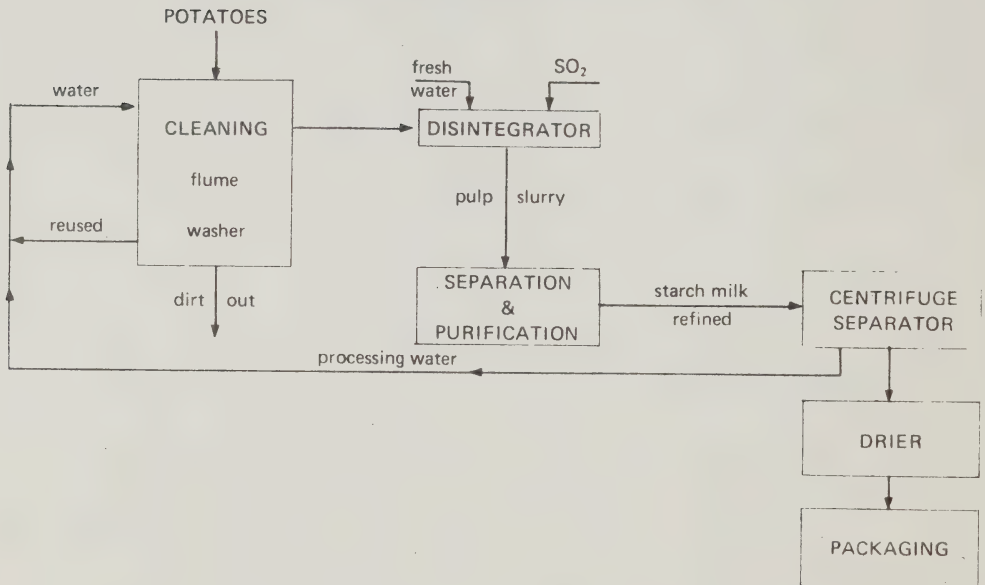 POTATOES
water
CLEANING
flume
washer
reused
dirt out
fresh
water
SO₂
DISINTEGRATOR
pulp slurry
SEPARATION
&
PURIFICATION
starch milk
refined
CENTRIFUGE
SEPARATOR
processing water
DRIER
PACKAGING